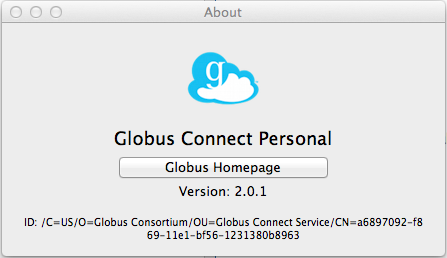 About
g
Globus Connect Personal
Globus Homepage
Version: 2.0.1
ID: /C=US/O=Globus Consortium/OU=Globus Connect Service/CN=a6897092-f8
69-11e1-bf56-1231380b8963